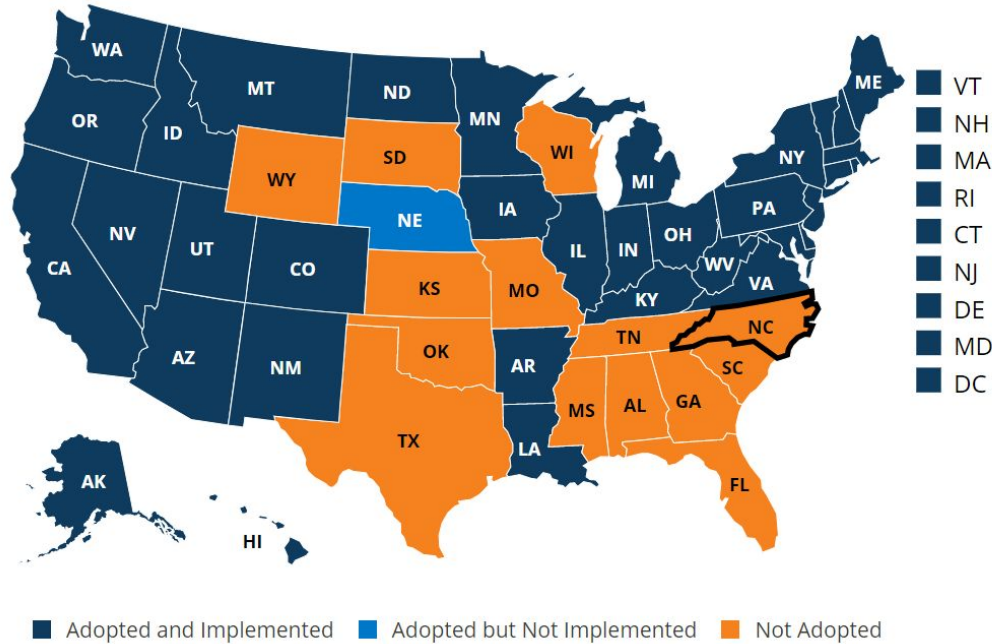 WA
MT
ND
MN
ME
VT
OR
ID
SD
WI
NY
NH
WY
MI
MA
NE
IA
PA
RI
NV
UT
CO
IL
IN
OH
WV
VA
CT
CA
KS
MO
KY
NJ
AZ
NM
OK
AR
TN
NC
DE
SC
MD
TX
LA
MS
AL
GA
DC
FL
AK
HI
Adopted and Implemented
Adopted but Not Implemented
Not Adopted